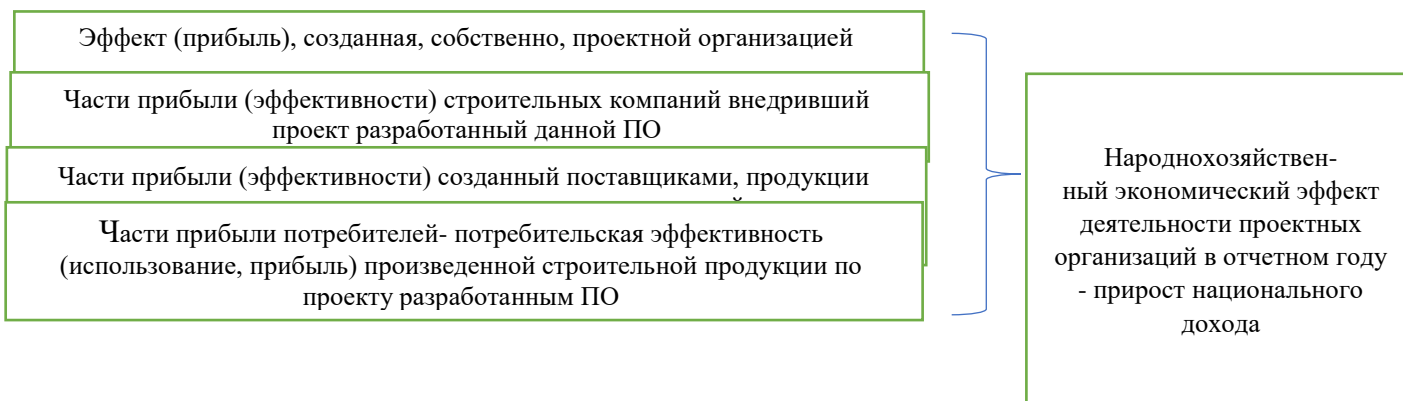 Эффект (прибыль), созданная, собственно, проектной организацией
Части прибыли (эффективности) строительных компаний внедривший
проект разработанный данной ПО
Части прибыли (эффективности) созданный поставщиками, продукции
Части прибыли потребителей- потребительская эффективность
(использование, прибыль) произведенной строительной продукции по
проекту разработанным ПО
Народнохозяйствен-
ный экономический эффект
деятельности проектных
организаций в отчетном году
- прирост национального
дохода